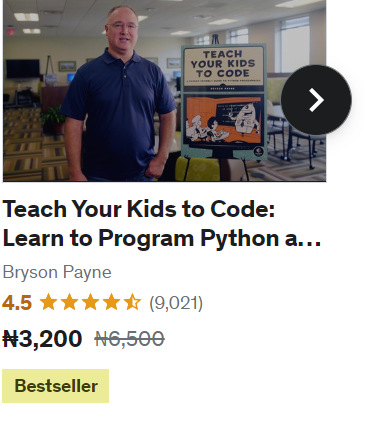 TEACH
YOUR KIDS
TO CODE
Teach Your Kids to Code:
Learn to Program Python a...
Bryson Payne
4.5 (9,021)
₦3,200 ₦6,500
Bestseller